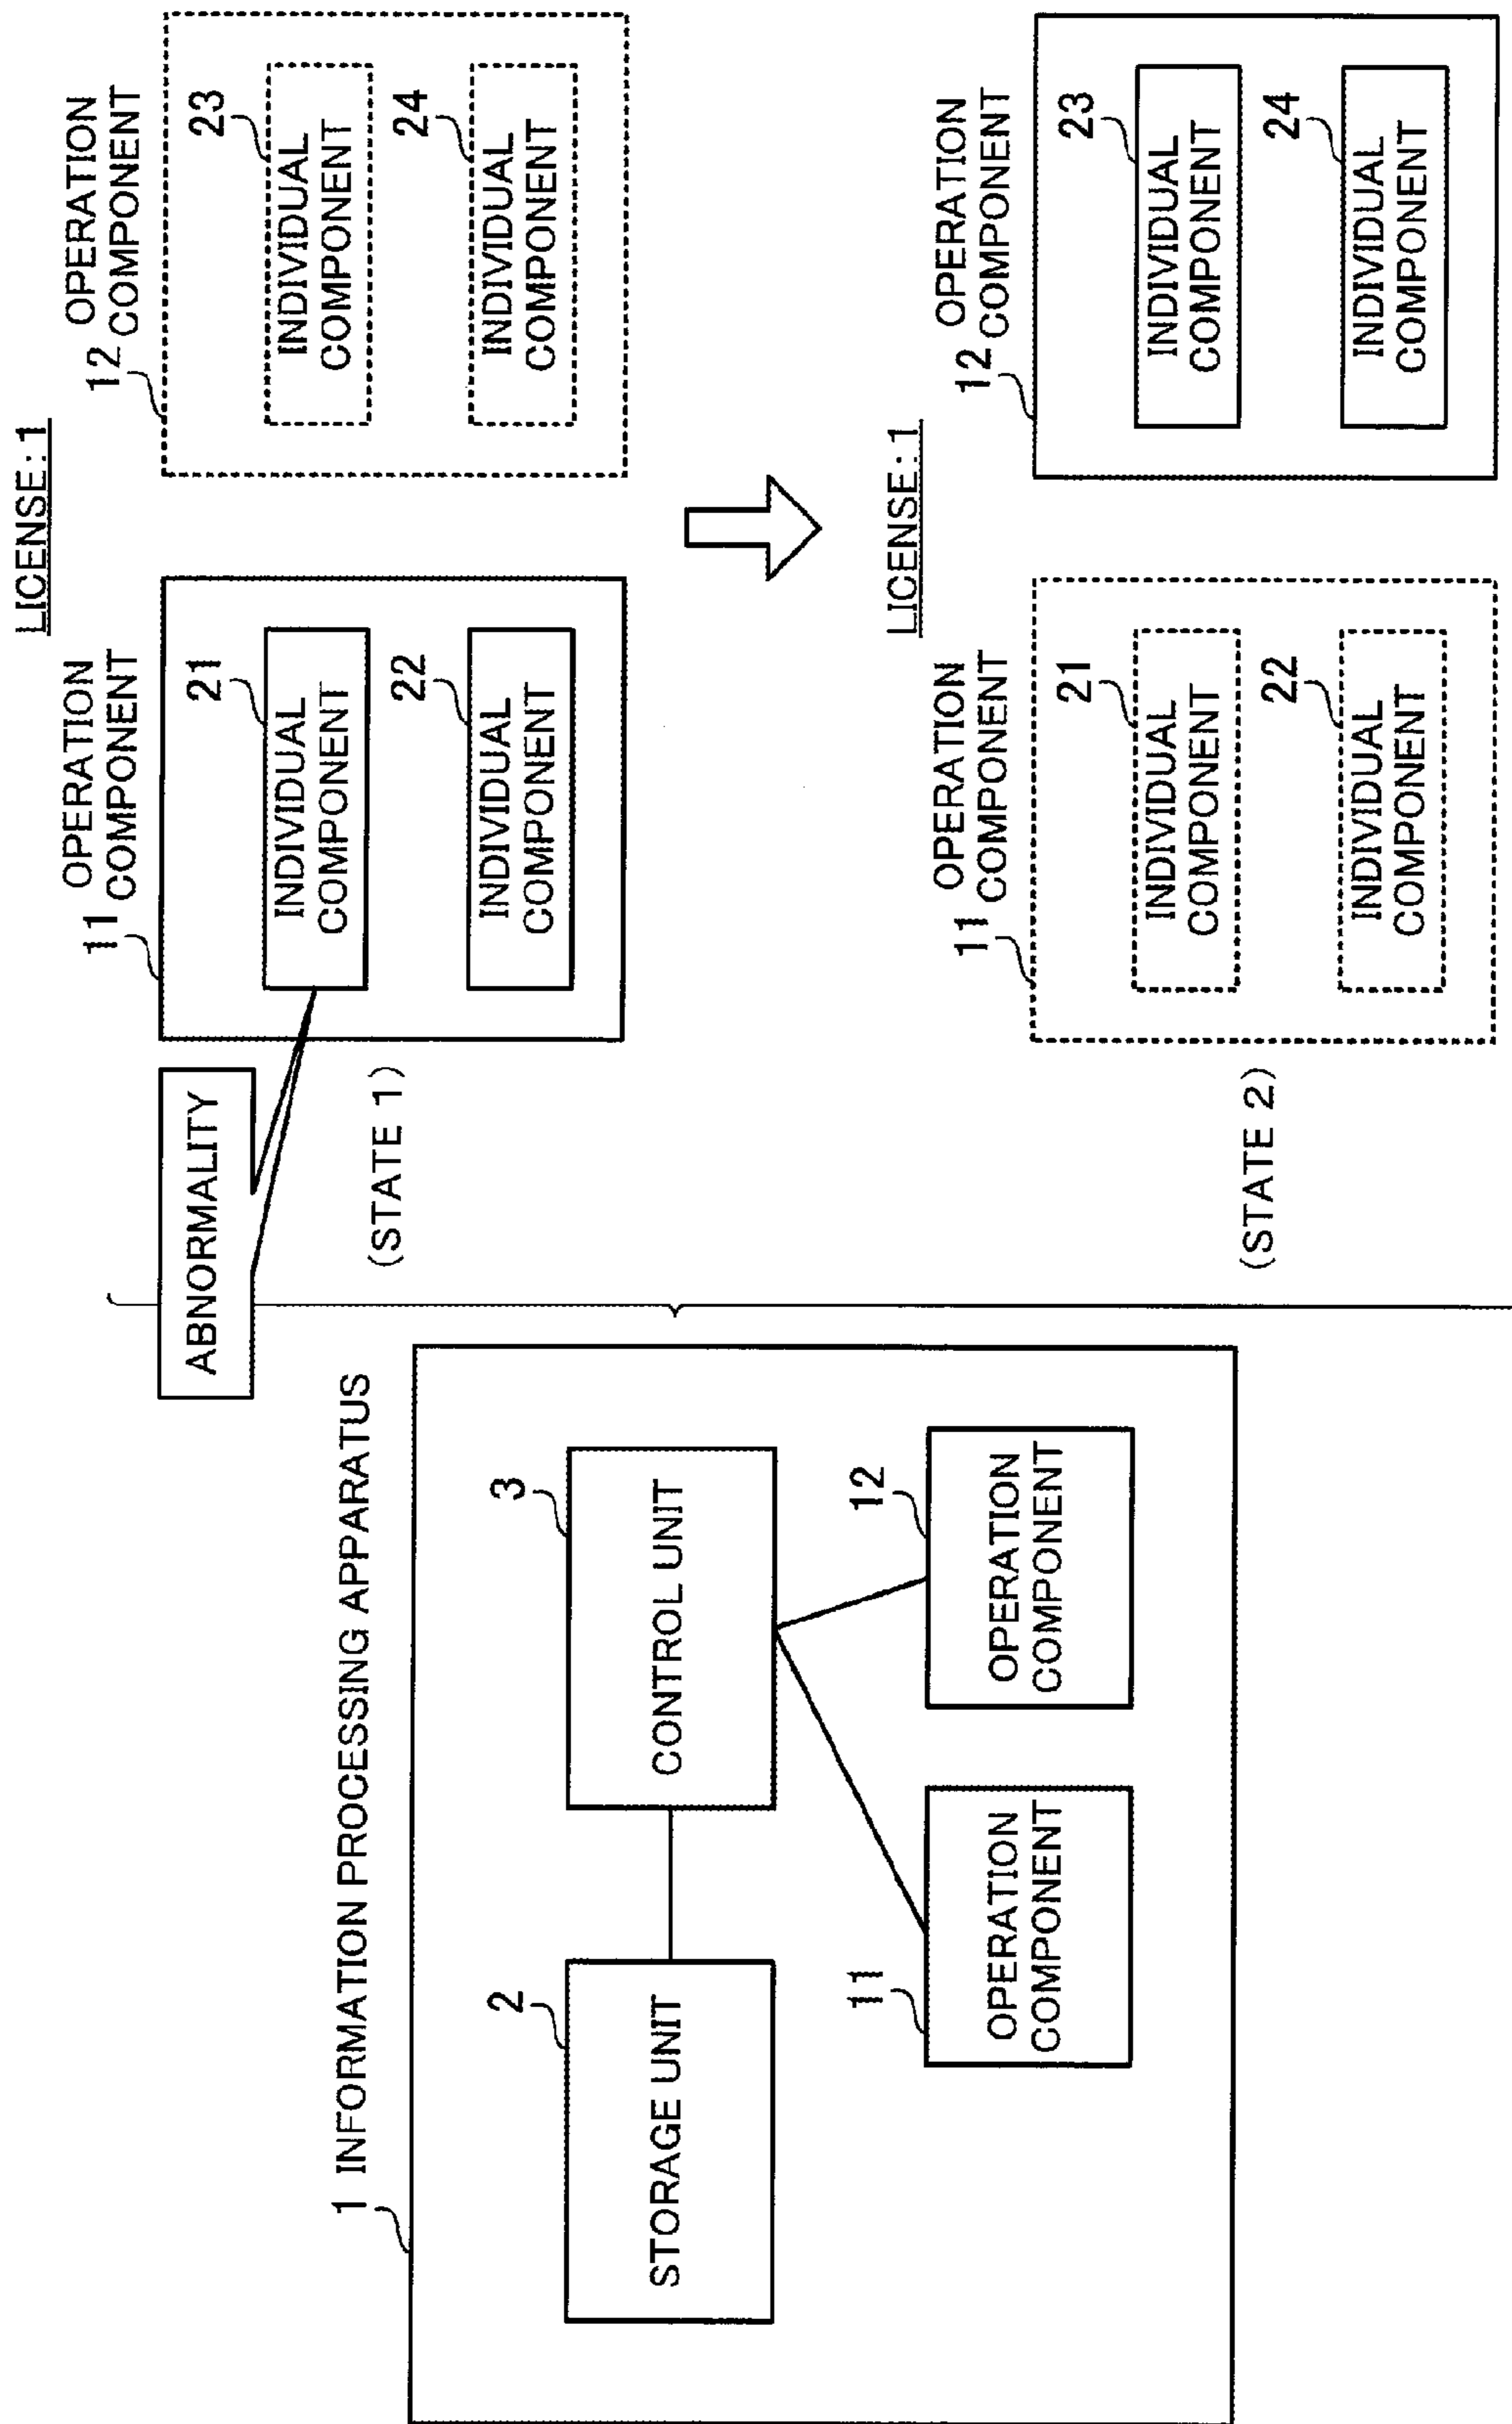 1 INFORMATION PROCESSING APPARATUS
2
STORAGE UNIT
3
CONTROL UNIT
11
OPERATION
COMPONENT
12
OPERATION
COMPONENT
ABNORMALITY
(STATE 1)
LICENSE:1
OPERATION
11 COMPONENT
21
INDIVIDUAL
COMPONENT
22
INDIVIDUAL
COMPONENT
OPERATION
12 COMPONENT
23
INDIVIDUAL
COMPONENT
24
INDIVIDUAL
COMPONENT
(STATE 2)
LICENSE:1
OPERATION
11 COMPONENT
21
INDIVIDUAL
COMPONENT
22
INDIVIDUAL
COMPONENT
OPERATION
12 COMPONENT
23
INDIVIDUAL
COMPONENT
24
INDIVIDUAL
COMPONENT